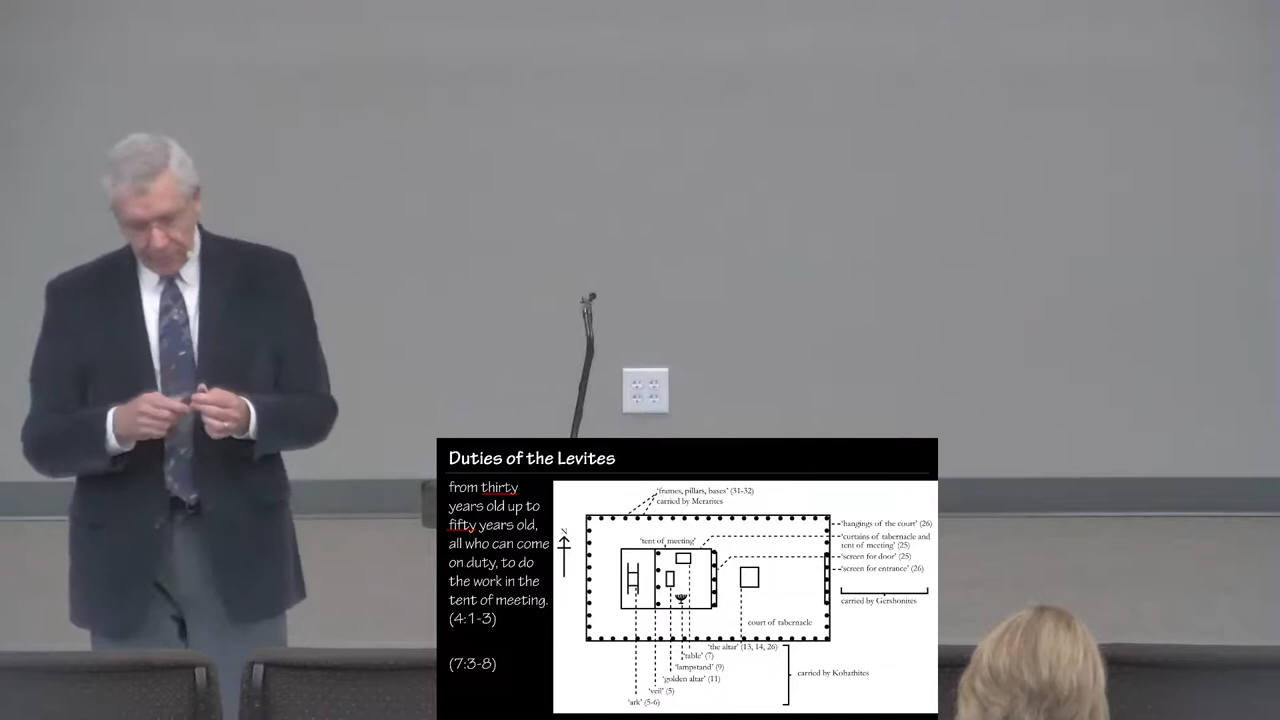 Duties of the Levites
from thirty
years old up to
fifty years old,
all who can come
on duty, to do
the work in the
tent of meeting.
(4:1-3)
(7:3-8)
'frames, pillars, bases' (31-32)
carried by Merarites
N
'tent of meeting'
'hangings of the court' (26)
'curtains of tabernacle and
tent of meeting' (25)
'screen for door' (25)
'screen for entrance' (26)
carried by Gershonites
court of tabernacle
'the altar' (13, 14, 26)
'table' (7)
'lampstand' (9)
'golden altar' (11)
'veil' (5)
'ark' (5-6)
carried by Kohathites